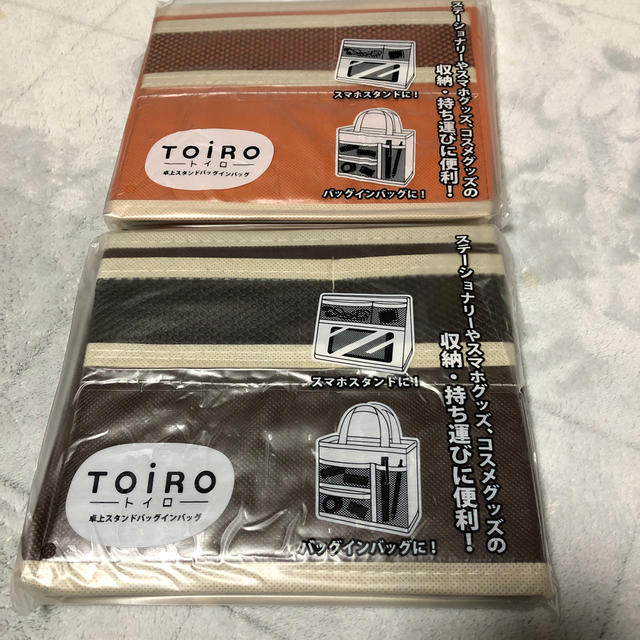 ステーショナリーやスマホグッズ、コスメグッズの
収納・持ち運びに便利!
スマホスタンドに!
TOiRO
トイロ
卓上スタンドバッグインバッグ
バッグインバッグに!
ステーショナリーやスマホグッズ、コスメグッズの
収納・持ち運びに便利!
スマホスタンドに!
TOiRO
トイロ
卓上スタンドバッグインバッグ
バッグインバッグに!